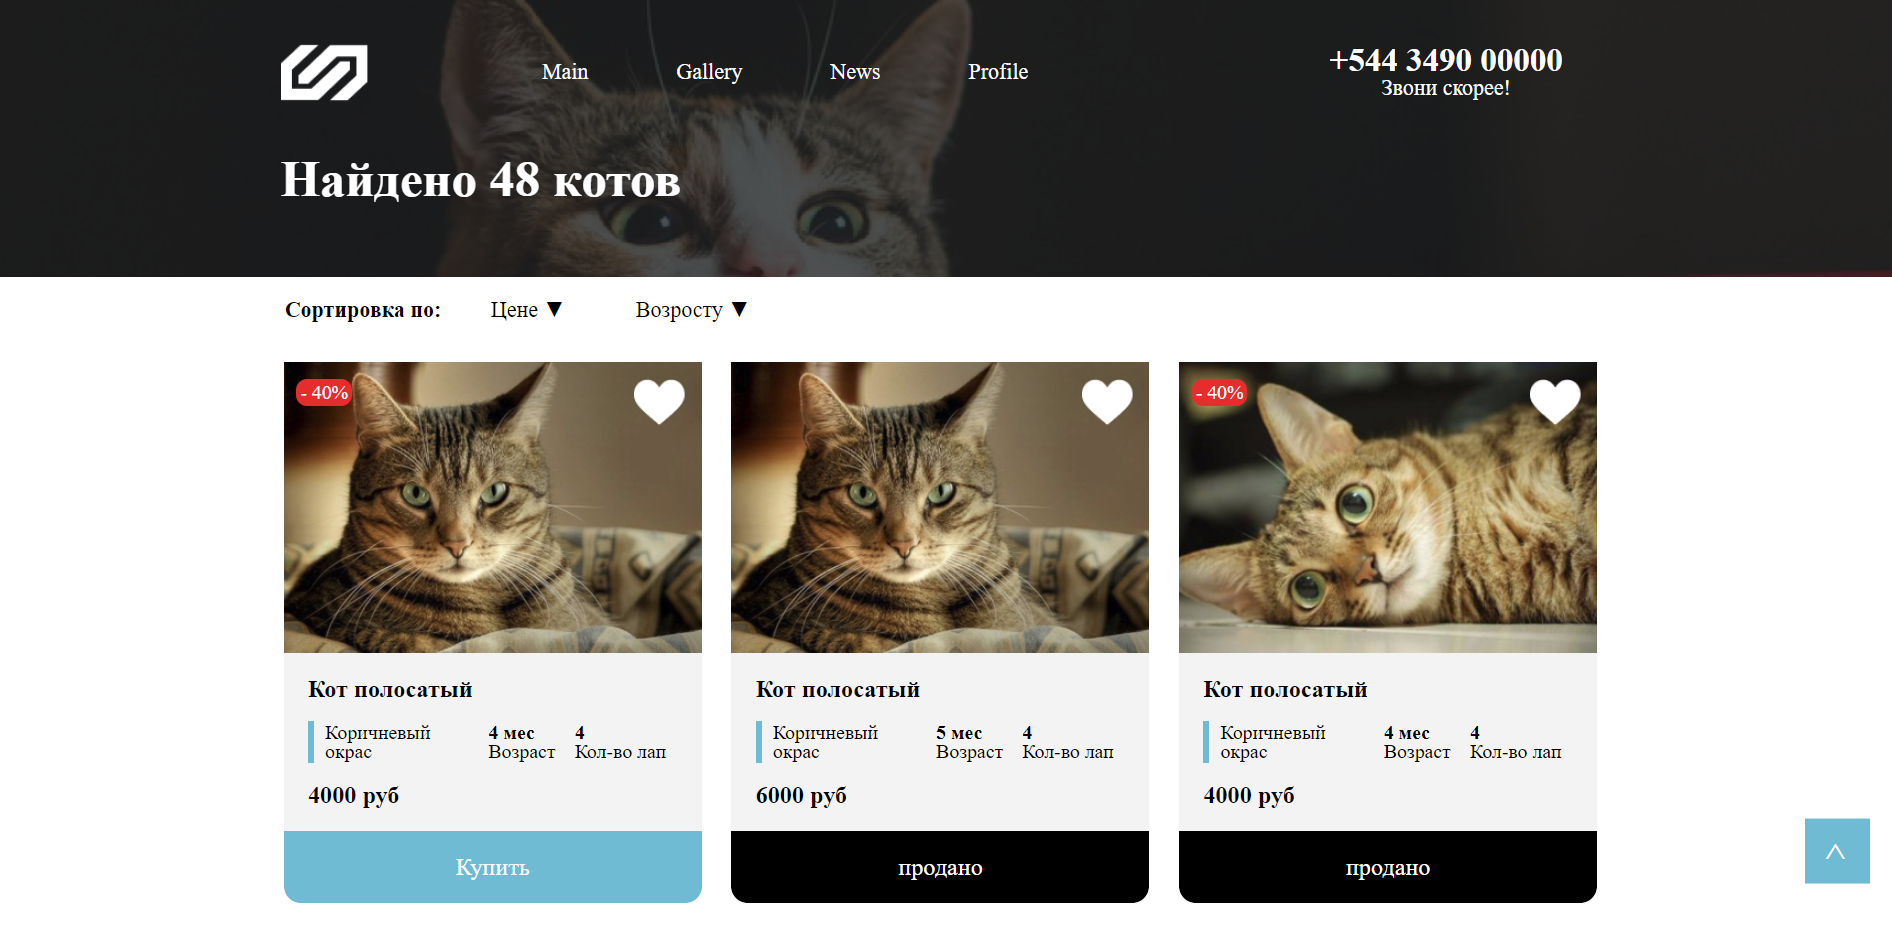 Main Gallery News Profile
+544 3490 00000
Звони скорее!
Найдено 48 котов
Сортировка по: Цене ▼ Возросту ▼
- 40%
- 40%
Кот полосатый
Коричневый окрас
4 мес
Возраст
4
Кол-во лап
4000 руб
Купить
Кот полосатый
Коричневый окрас
5 мес
Возраст
4
Кол-во лап
6000 руб
продано
Кот полосатый
Коричневый окрас
4 мес
Возраст
4
Кол-во лап
4000 руб
продано